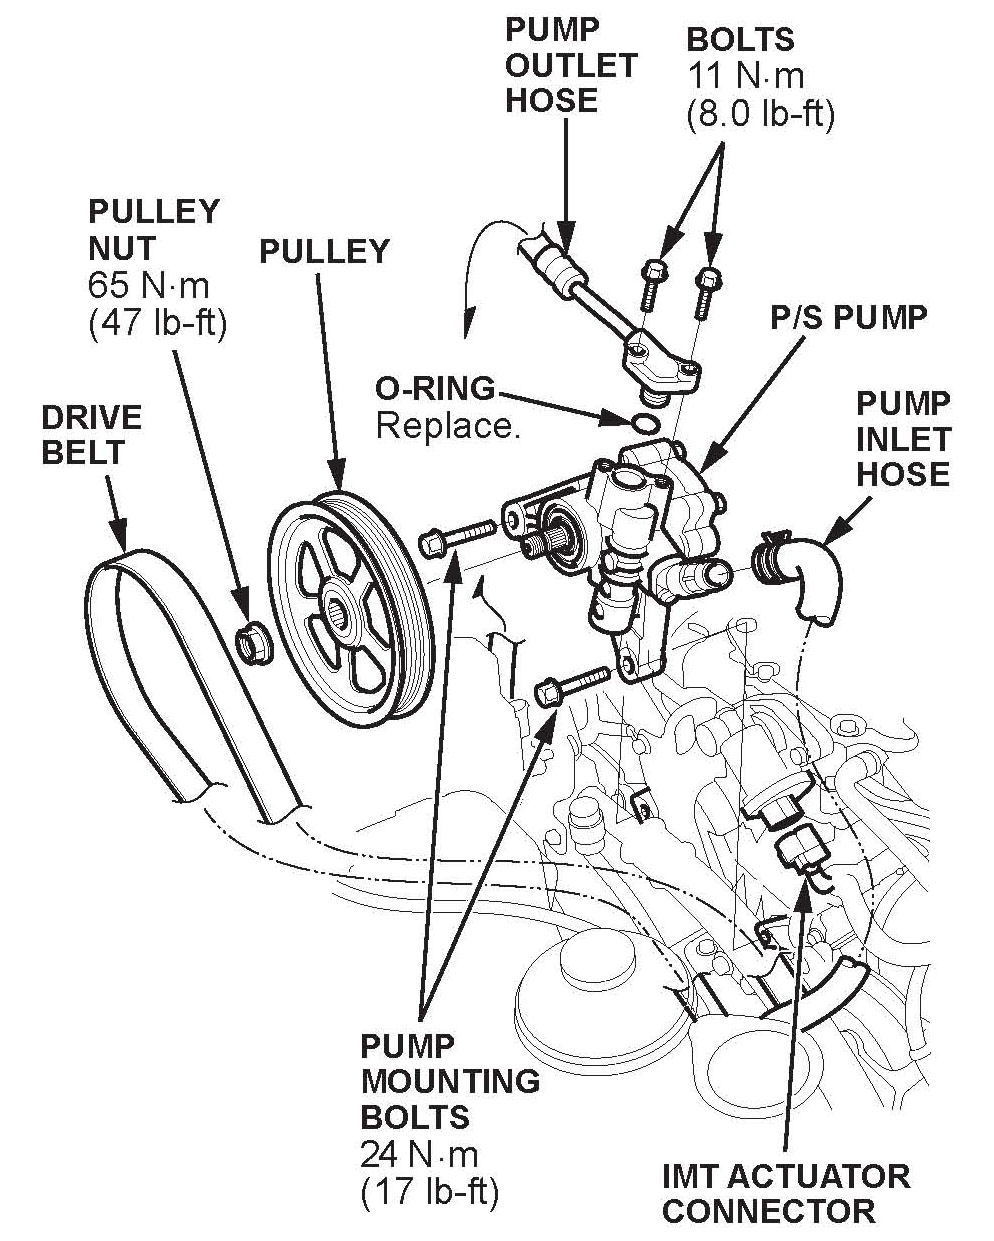 PUMP
OUTLET
HOSE
BOLTS
11 N·m
(8.0 lb-ft)
PULLEY
NUT
65 N·m
(47 lb-ft)
PULLEY
P/S PUMP
O-RING
Replace.
DRIVE
BELT
PUMP
INLET
HOSE
PUMP
MOUNTING
BOLTS
24 N·m
(17 lb-ft)
IMT ACTUATOR
CONNECTOR